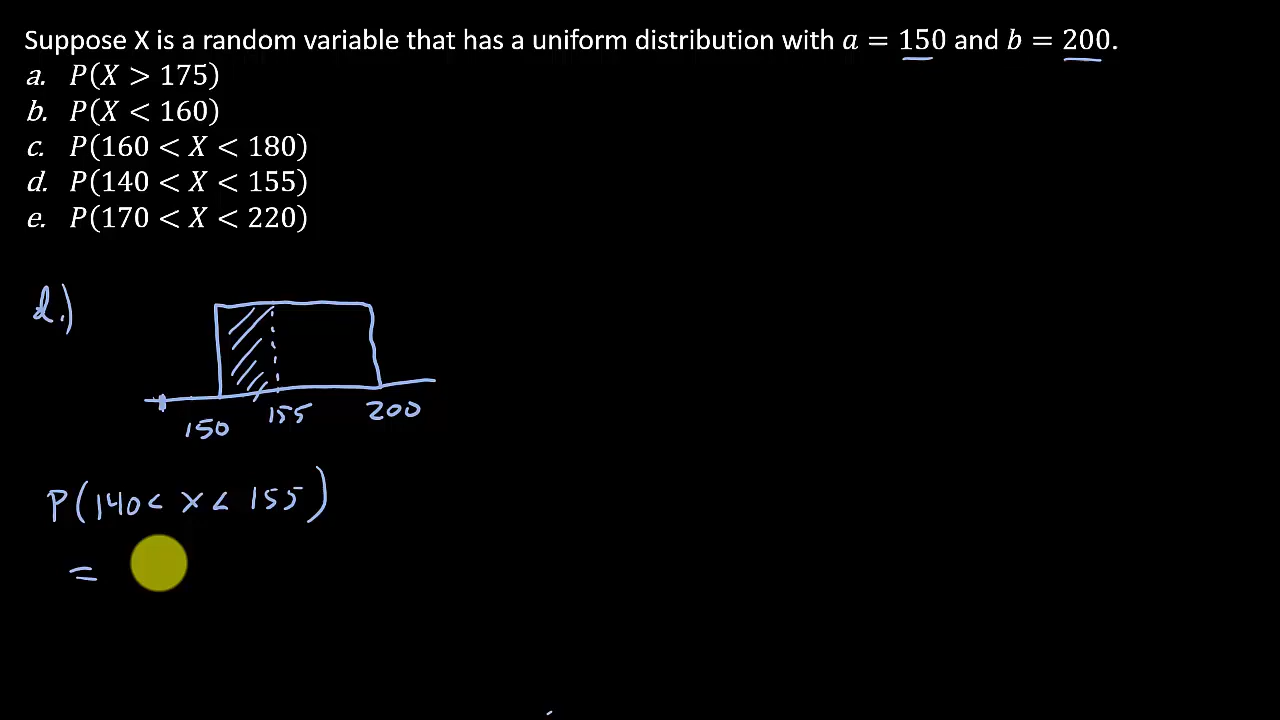 Suppose X is a random variable that has a uniform distribution with a = 150 and b = 200.
a. P(X > 175)
b. P(X < 160)
c. P(160 < X < 180)
d. P(140 < X < 155)
e. P(170 < X < 220)
d.)
150 155 200
P(140 < x < 155)
=